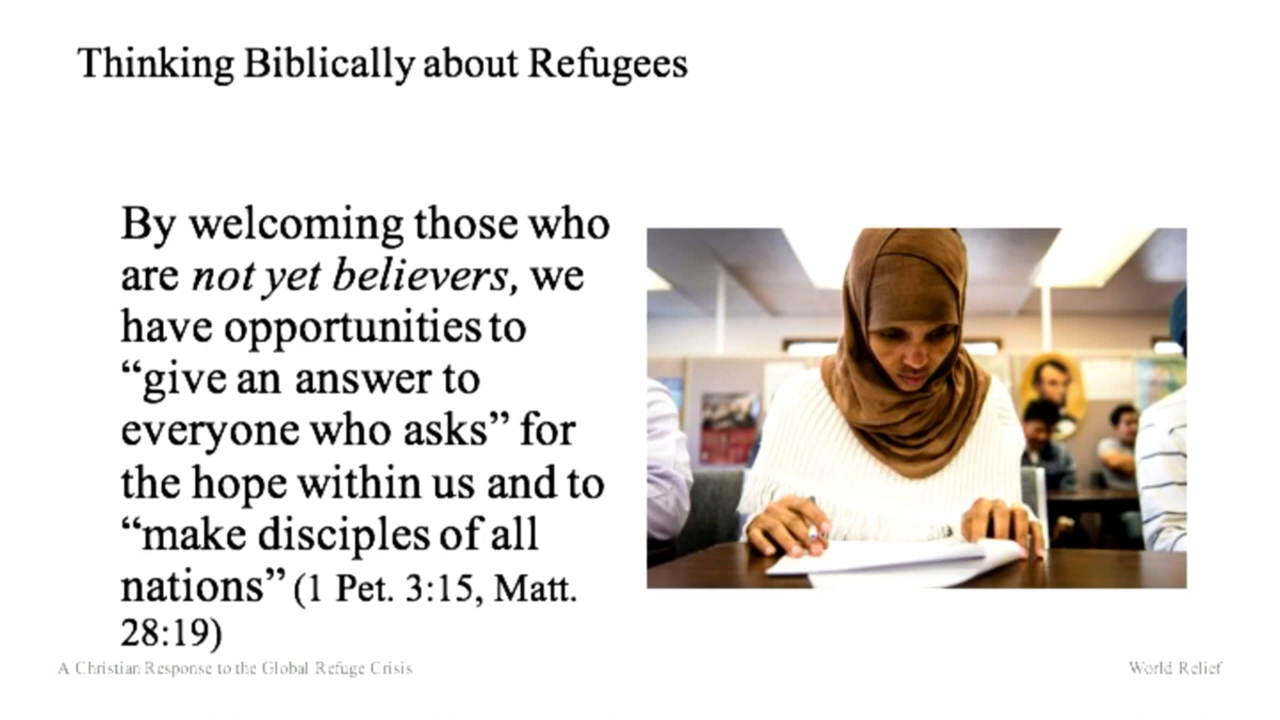 Thinking Biblically about Refugees
By welcoming those who
are not yet believers, we
have opportunities to
“give an answer to
everyone who asks” for
the hope within us and to
“make disciples of all
nations” (1 Pet. 3:15, Matt.
28:19)
A Christian Response to the Global Refuge Crisis
World Relief